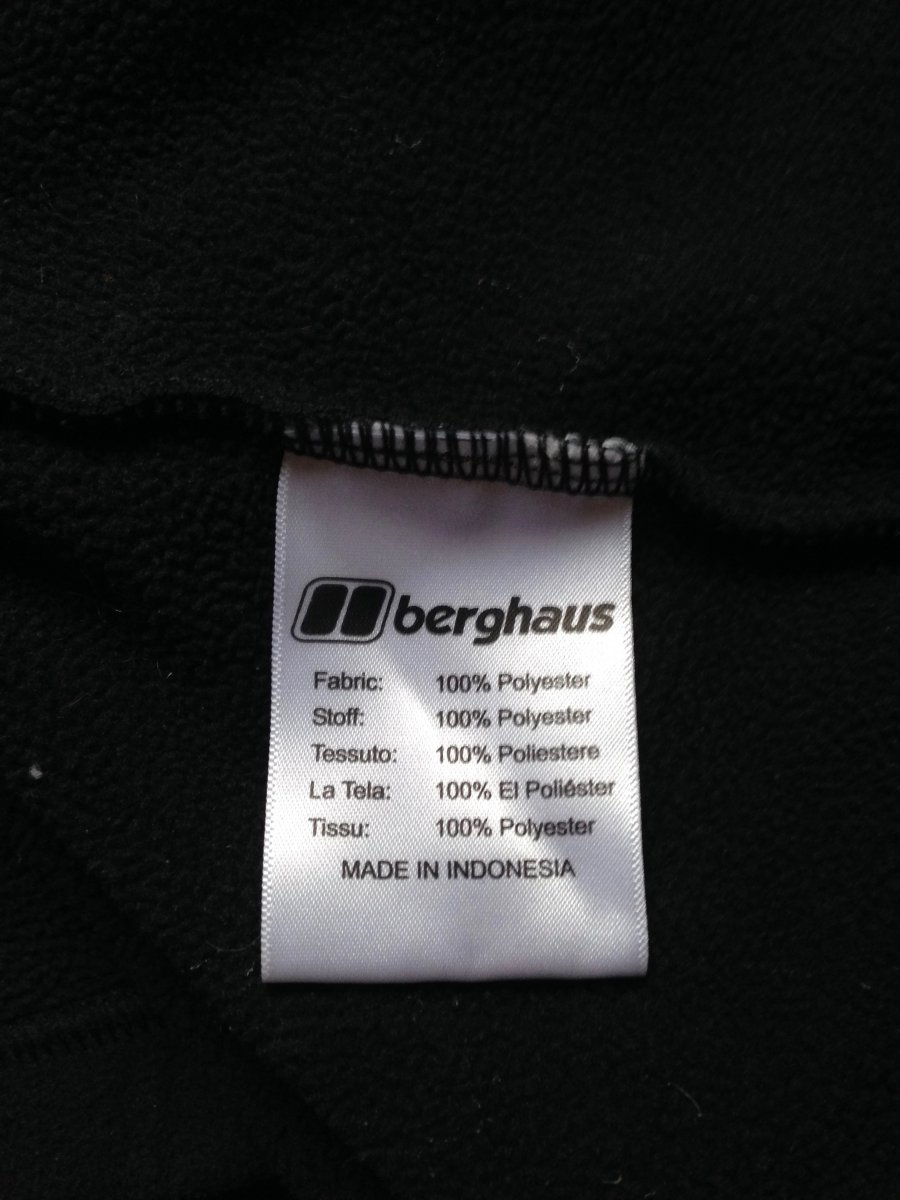 berghaus
Fabric: 100% Polyester
Stoff: 100% Polyester
Tessuto: 100% Poliestere
La Tela: 100% El Poliéster
Tissu: 100% Polyester
MADE IN INDONESIA